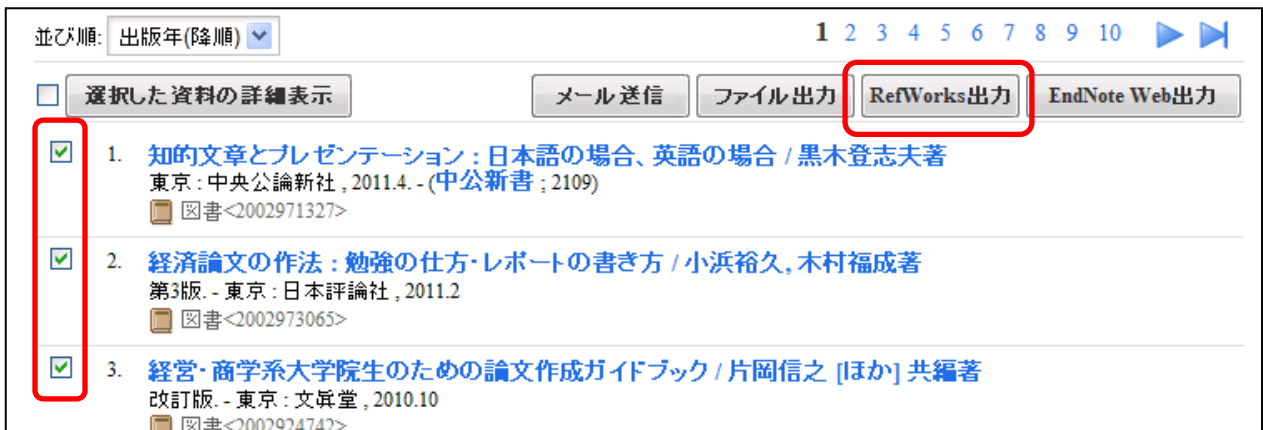 並び順: 出版年(降順)
1 2 3 4 5 6 7 8 9 10
選択した資料の詳細表示 メール送信 ファイル出力 RefWorks出力 EndNote Web出力
1. 知的文章とプレゼンテーション : 日本語の場合、英語の場合 / 黒木登志夫著
東京 : 中央公論新社 , 2011.4. - (中公新書 ; 2109)
図書<2002971327>
2. 経済論文の作法 : 勉強の仕方・レポートの書き方 / 小浜裕久, 木村福成著
第3版. - 東京 : 日本評論社 , 2011.2
図書<2002973065>
3. 経営・商学系大学院生のための論文作成ガイドブック / 片岡信之 [ほか] 共編著
改訂版. - 東京 : 文眞堂 , 2010.10
図書<2002924742>